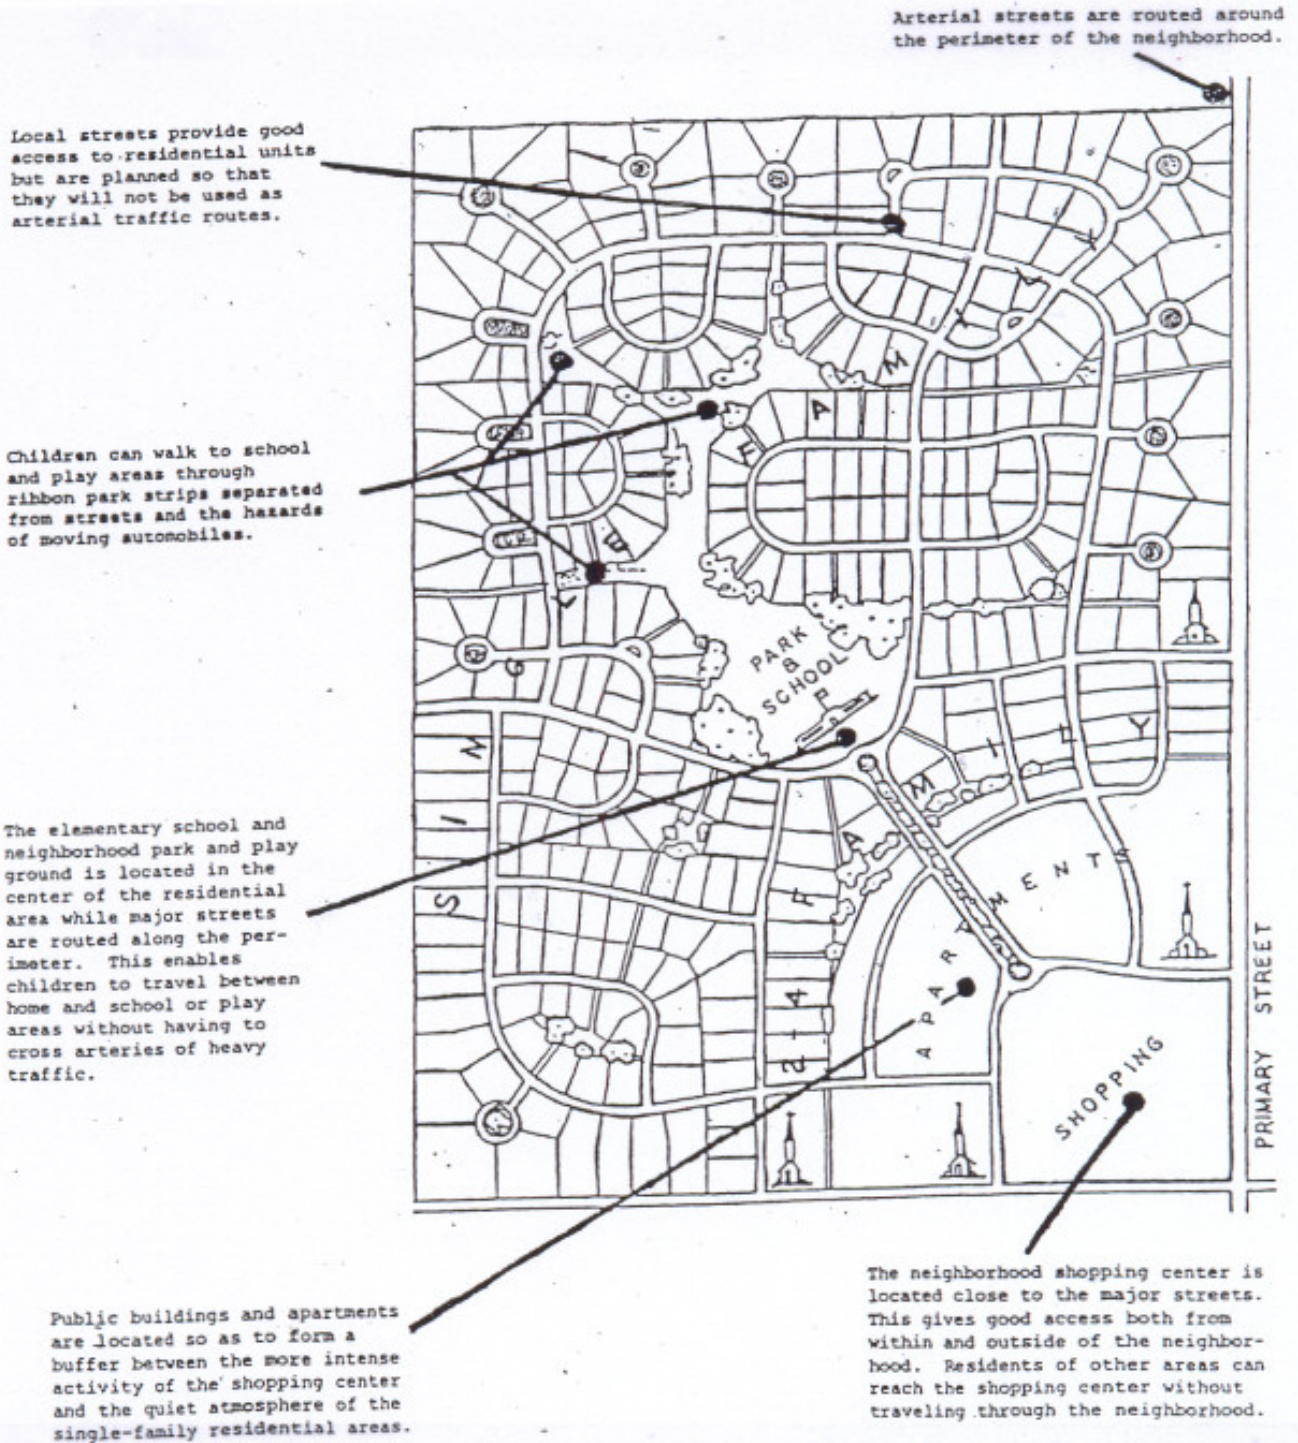 Arterial streets are routed around
the perimeter of the neighborhood.
Local streets provide good
access to residential units
but are planned so that
they will not be used as
arterial traffic routes.
Children can walk to school
and play areas through
ribbon park strips separated
from streets and the hazards
of moving automobiles.
The elementary school and
neighborhood park and play
ground is located in the
center of the residential
area while major streets
are routed along the per-
imeter. This enables
children to travel between
home and school or play
areas without having to
cross arteries of heavy
traffic.
Public buildings and apartments
are located so as to form a
buffer between the more intense
activity of the shopping center
and the quiet atmosphere of the
single-family residential areas.
The neighborhood shopping center is
located close to the major streets.
This gives good access both from
within and outside of the neighbor-
hood. Residents of other areas can
reach the shopping center without
traveling through the neighborhood.
SINGLE FAMILY
PARK
&
SCHOOL
2-4 FAMILY
APARTMENTS
SHOPPING
PRIMARY STREET